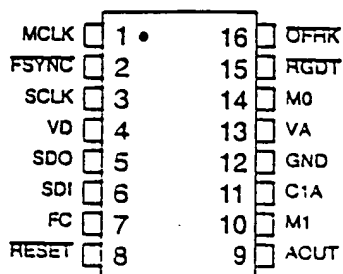 MCLK 1 • 16 OFHK
FSYNC 2 15 RGDT
SCLK 3 14 M0
VD 4 13 VA
SDO 5 12 GND
SDI 6 11 C1A
FC 7 10 M1
RESET 8 9 AOUT